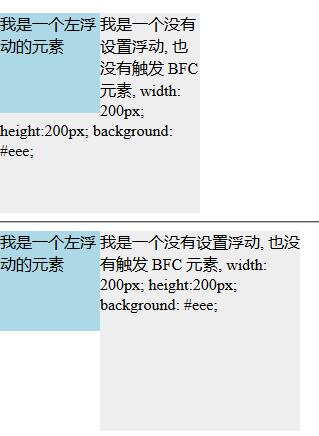 我是一个左浮
动的元素
我是一个没有
设置浮动, 也
没有触发 BFC
元素, width:
200px;
height:200px; background:
#eee;
我是一个左浮
动的元素
我是一个没有设置浮动, 也没
有触发 BFC 元素, width:
200px; height:200px;
background: #eee;